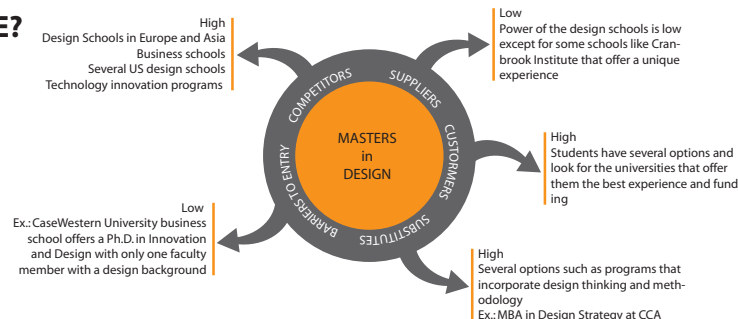 E?
High
Design Schools in Europe and Asia
Business schools
Several US design schools
Technology innovation programs
Low
Power of the design schools is low
except for some schools like Cran-
brook Institute that offer a unique
experience
COMPETITORS
SUPPLIERS
CUSTORMERS
SUBSTITUTES
BARRIERS TO ENTRY
MASTERS
in
DESIGN
High
Students have several options and
look for the universities that offer
them the best experience and fund
ing
Low
Ex.: CaseWestern University business
school offers a Ph.D. in Innovation
and Design with only one faculty
member with a design background
High
Several options such as programs that
incorporate design thinking and meth-
odology
Ex.: MBA in Design Strategy at CCA